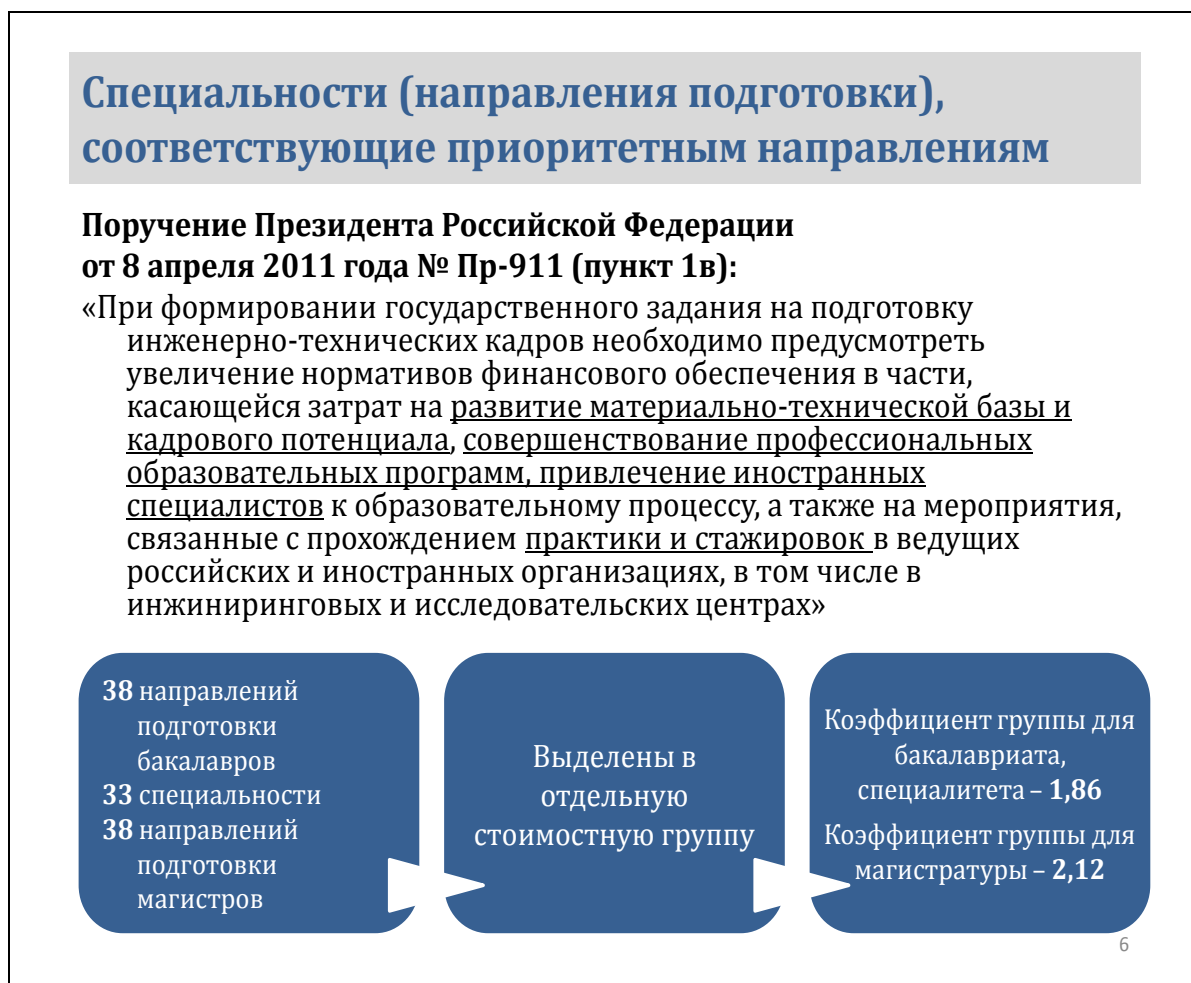 Специальности (направления подготовки),
соответствующие приоритетным направлениям
Поручение Президента Российской Федерации
от 8 апреля 2011 года № Пр-911 (пункт 1в):
«При формировании государственного задания на подготовку
инженерно-технических кадров необходимо предусмотреть
увеличение нормативов финансового обеспечения в части,
касающейся затрат на развитие материально-технической базы и
кадрового потенциала, совершенствование профессиональных
образовательных программ, привлечение иностранных
специалистов к образовательному процессу, а также на мероприятия,
связанные с прохождением практики и стажировок в ведущих
российских и иностранных организациях, в том числе в
инжиниринговых и исследовательских центрах»
38 направлений
подготовки
бакалавров
33 специальности
38 направлений
подготовки
магистров
Выделены в
отдельную
стоимостную группу
Коэффициент группы для
бакалавриата,
специалитета – 1,86
Коэффициент группы для
магистратуры – 2,12
6